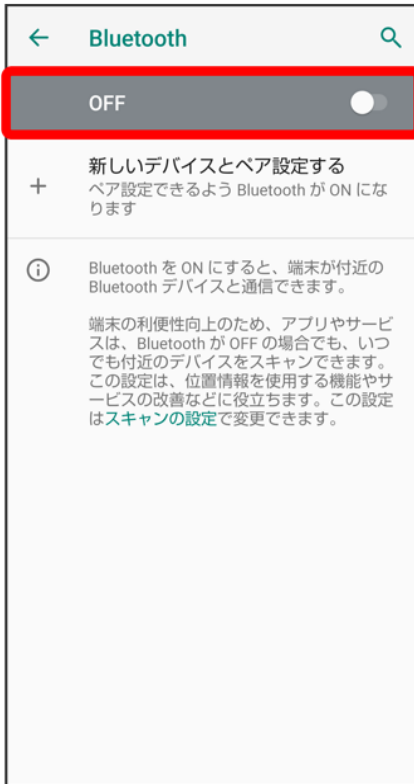 Bluetooth
OFF
新しいデバイスとペア設定する
ペア設定できるよう Bluetooth が ON にな
ります
Bluetooth を ON にすると、端末が付近の
Bluetooth デバイスと通信できます。
端末の利便性向上のため、アプリやサービ
スは、Bluetooth が OFF の場合でも、いつ
でも付近のデバイスをスキャンできます。
この設定は、位置情報を使用する機能やサ
ービスの改善などに役立ちます。この設定
はスキャンの設定で変更できます。